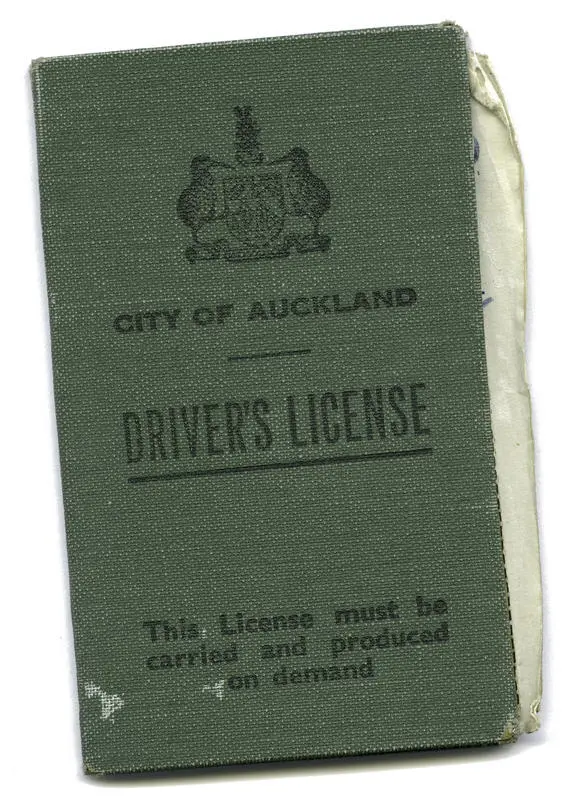 CITY OF AUCKLAND
DRIVER'S LICENSE
This License must be
carried and produced
on demand